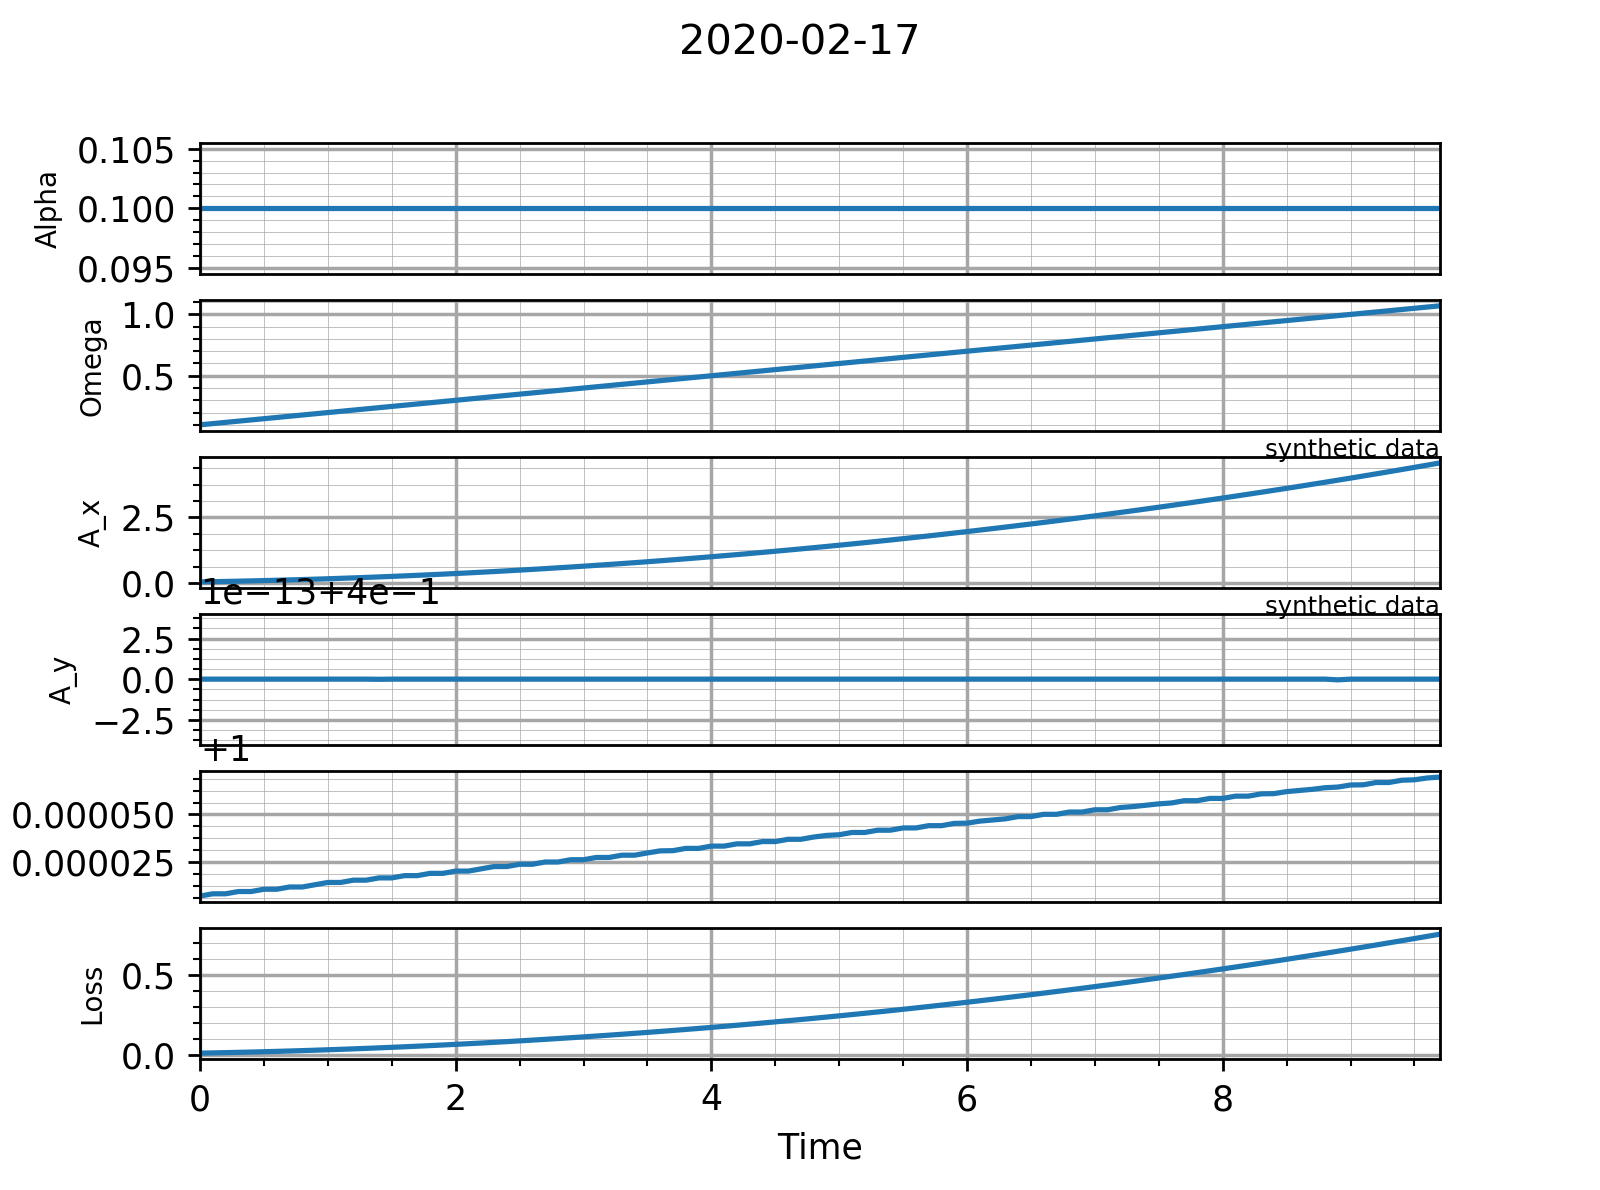 2020-02-17
0.105
0.100
0.095
Alpha
1.0
0.5
Omega
synthetic data
2.5
0.0
A_x
1e−13+4e−1
synthetic data
2.5
0.0
−2.5
A_y
+1
0.000050
0.000025
0.5
0.0
Loss
0 2 4 6 8
Time